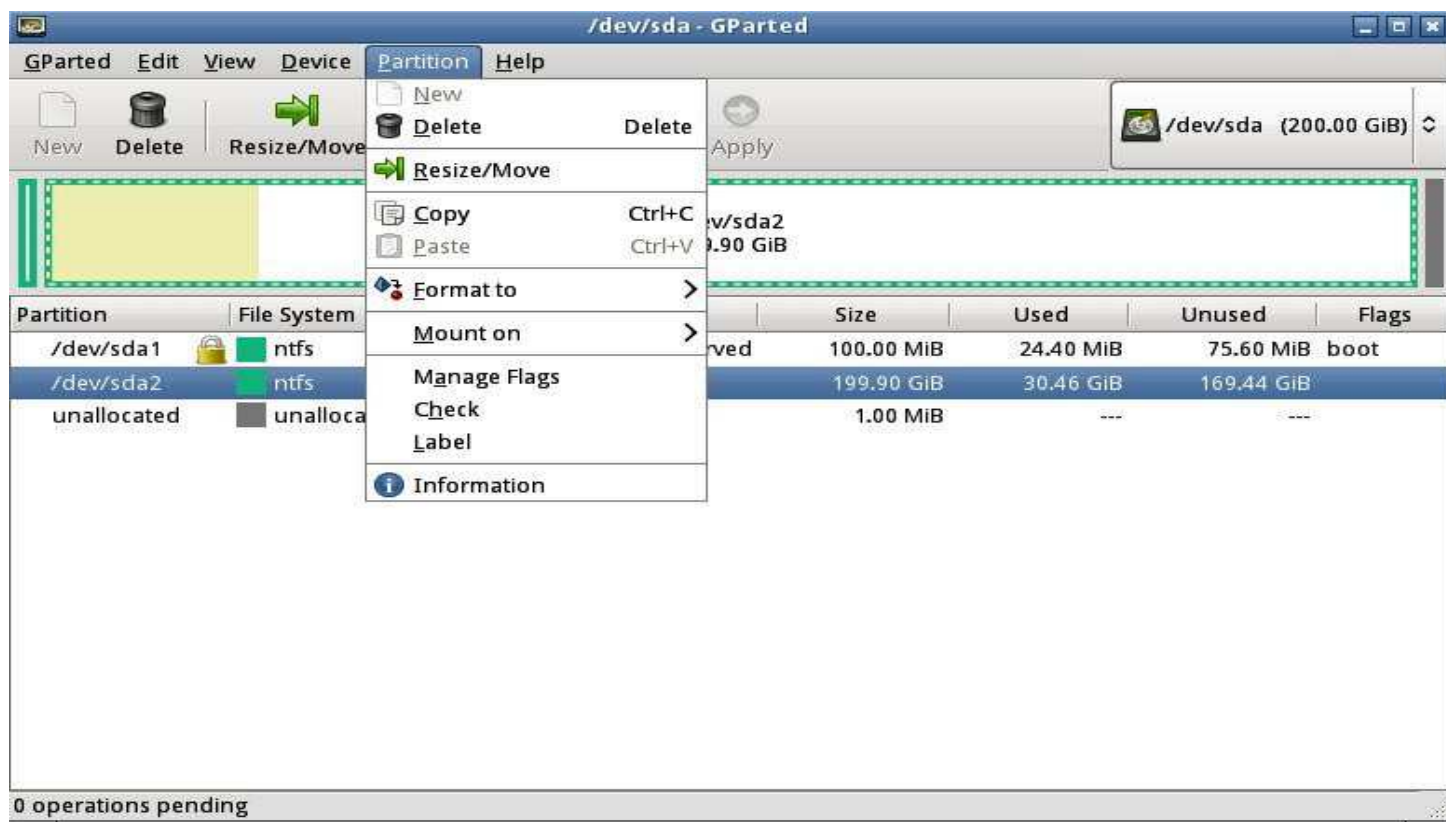 /dev/sda - GParted
GParted Edit View Device Partition Help
New Delete Resize/Move Apply
/dev/sda (200.00 GiB)
New
Delete Delete
Resize/Move
Copy Ctrl+C
Paste Ctrl+V
Format to
Mount on
Manage Flags
Check
Label
Information
v/sda2
.90 GiB
Partition File System Size Used Unused Flags
/dev/sda1 ntfs rved 100.00 MiB 24.40 MiB 75.60 MiB boot
/dev/sda2 ntfs 199.90 GiB 30.46 GiB 169.44 GiB
unallocated unalloca 1.00 MiB --- ---
0 operations pending